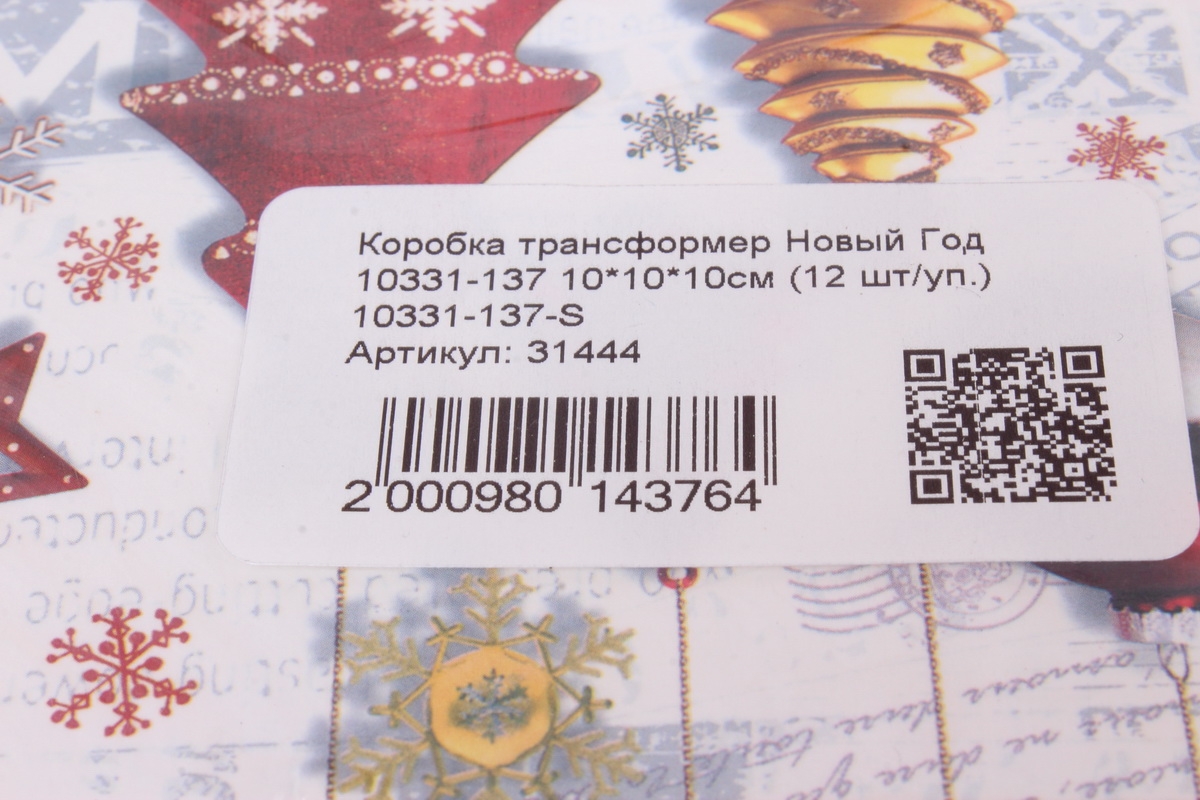 Коробка трансформер Новый Год
10331-137 10*10*10см (12 шт/уп.)
10331-137-S
Артикул: 31444
2 000980 143764